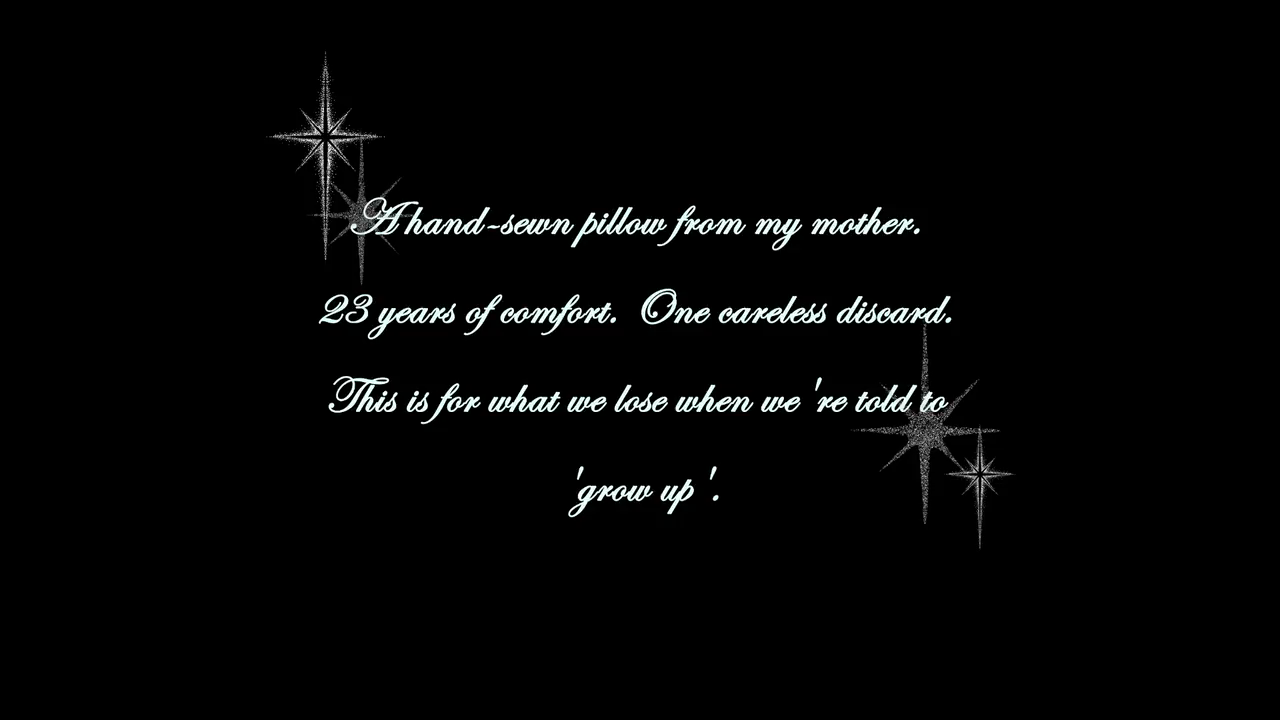 A hand-sewn pillow from my mother.
23 years of comfort. One careless discard.
This is for what we lose when we 're told to
'grow up '.